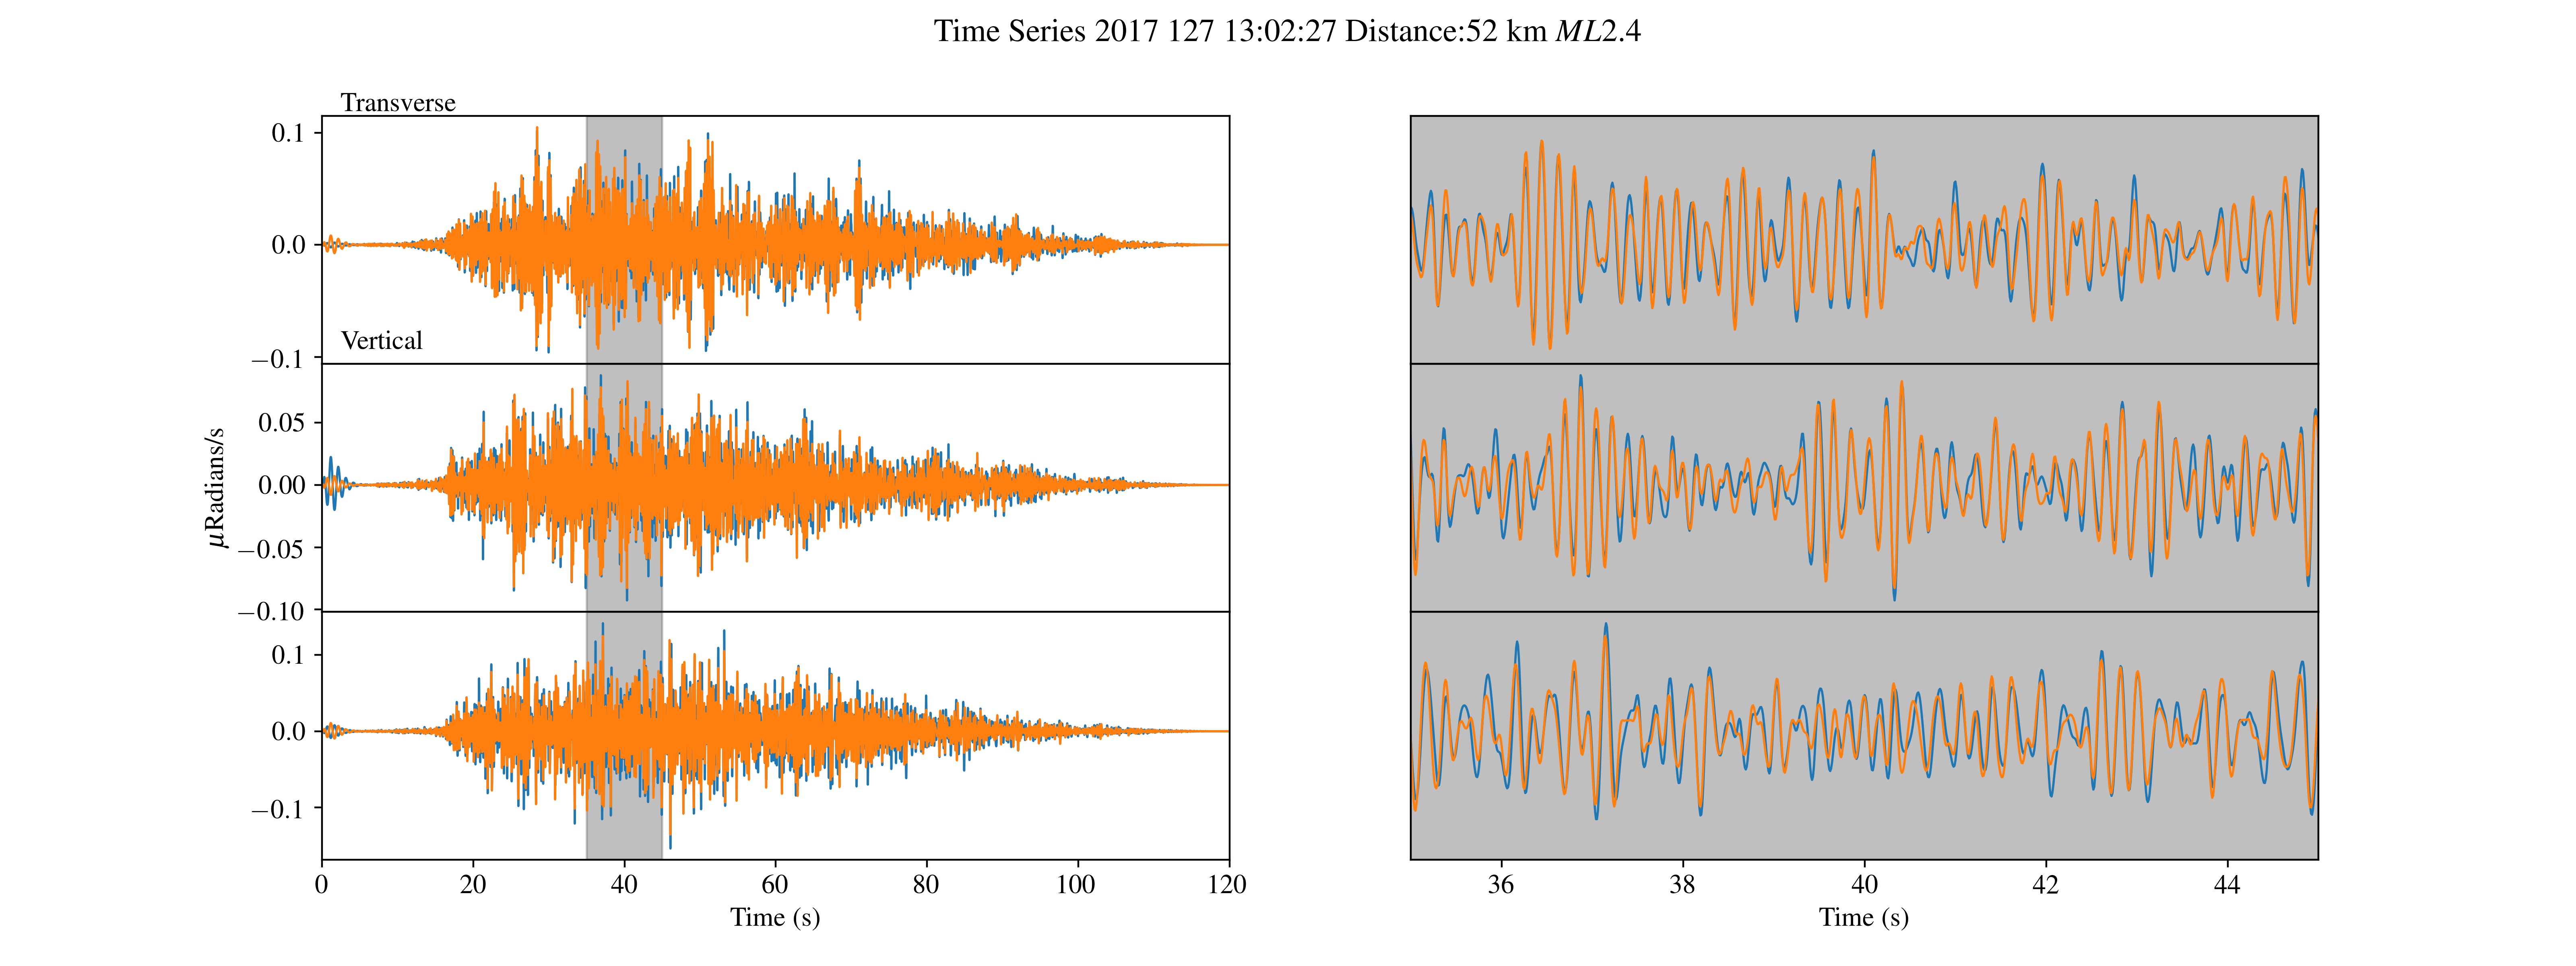 Time Series 2017 127 13:02:27 Distance:52 km ML2.4
Transverse
0.1
0.0
−0.1
Vertical
0.05
0.00
−0.05
−0.10
μRadians/s
0.1
0.0
−0.1
0 20 40 60 80 100 120
Time (s)
36 38 40 42 44
Time (s)